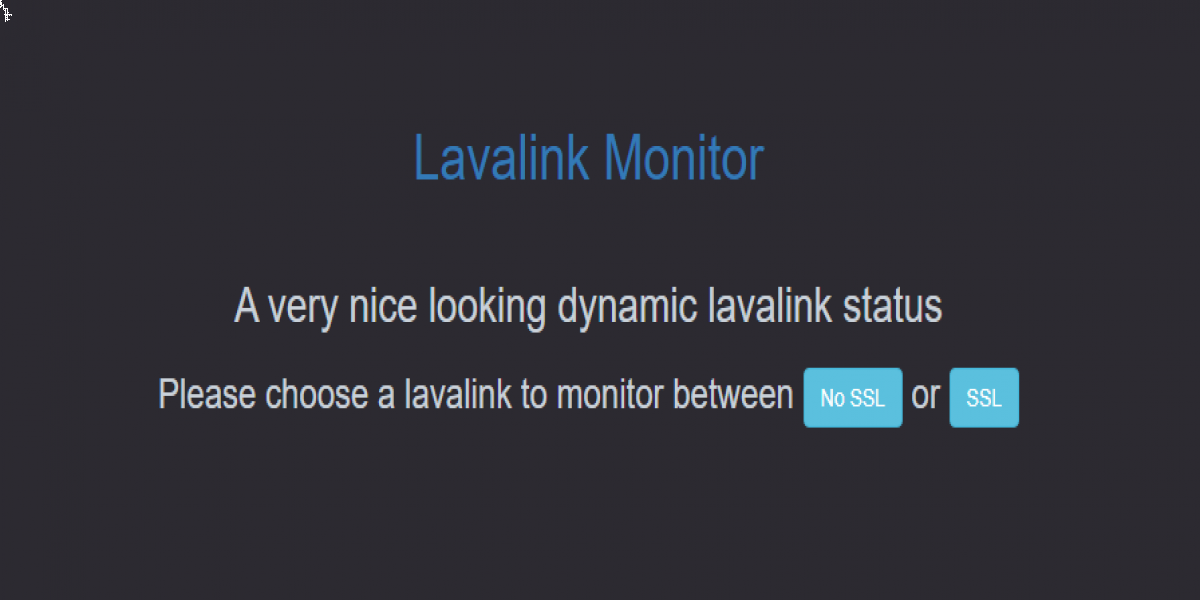 Lavalink Monitor
A very nice looking dynamic lavalink status
Please choose a lavalink to monitor between No SSL or SSL